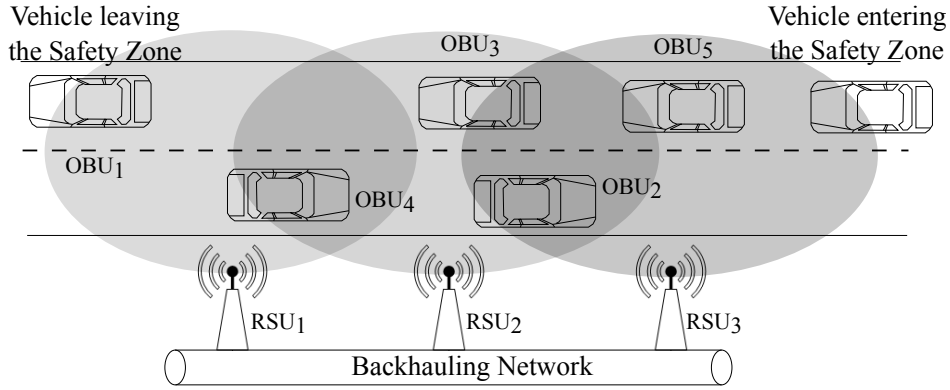 Vehicle leaving
the Safety Zone
OBU3
OBU5
Vehicle entering
the Safety Zone
OBU1
OBU4
OBU2
RSU1
RSU2
RSU3
Backhauling Network